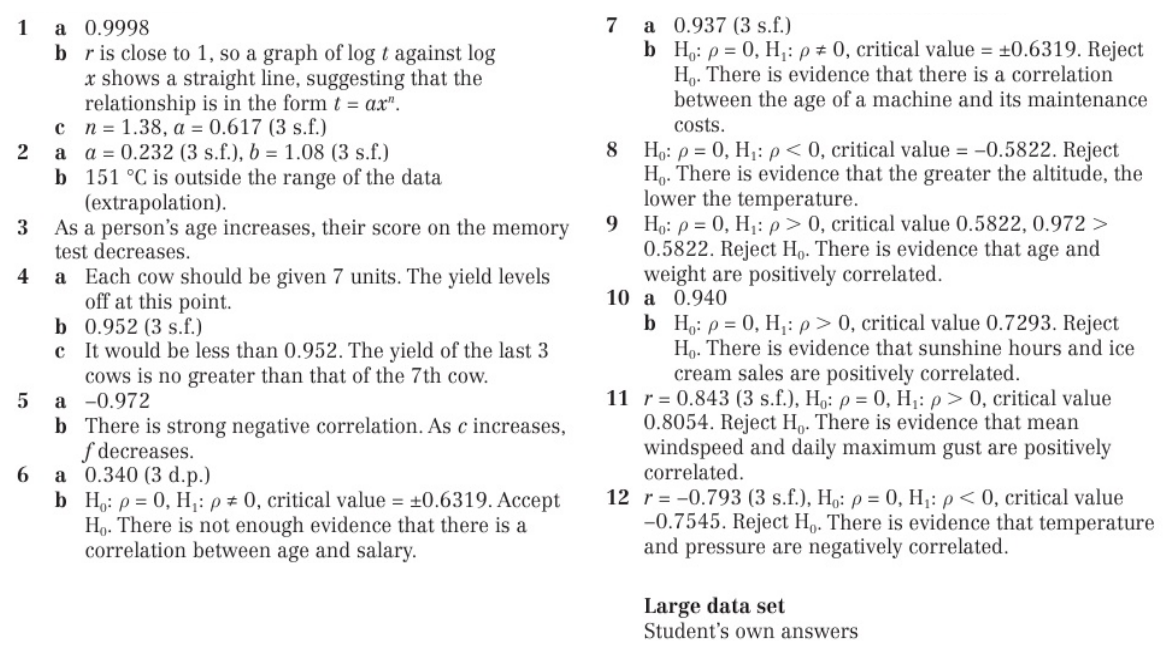 1 a 0.9998
b r is close to 1, so a graph of log t against log
x shows a straight line, suggesting that the
relationship is in the form t = axⁿ.
c n = 1.38, a = 0.617 (3 s.f.)
2 a a = 0.232 (3 s.f.), b = 1.08 (3 s.f.)
b 151 °C is outside the range of the data
(extrapolation).
3 As a person's age increases, their score on the memory
test decreases.
4 a Each cow should be given 7 units. The yield levels
off at this point.
b 0.952 (3 s.f.)
c It would be less than 0.952. The yield of the last 3
cows is no greater than that of the 7th cow.
5 a –0.972
b There is strong negative correlation. As c increases,
f decreases.
6 a 0.340 (3 d.p.)
b H₀: ρ = 0, H₁: ρ ≠ 0, critical value = ±0.6319. Accept
H₀. There is not enough evidence that there is a
correlation between age and salary.
7 a 0.937 (3 s.f.)
b H₀: ρ = 0, H₁: ρ ≠ 0, critical value = ±0.6319. Reject
H₀. There is evidence that there is a correlation
between the age of a machine and its maintenance
costs.
8 H₀: ρ = 0, H₁: ρ < 0, critical value = –0.5822. Reject
H₀. There is evidence that the greater the altitude, the
lower the temperature.
9 H₀: ρ = 0, H₁: ρ > 0, critical value 0.5822, 0.972 >
0.5822. Reject H₀. There is evidence that age and
weight are positively correlated.
10 a 0.940
b H₀: ρ = 0, H₁: ρ > 0, critical value 0.7293. Reject
H₀. There is evidence that sunshine hours and ice
cream sales are positively correlated.
11 r = 0.843 (3 s.f.), H₀: ρ = 0, H₁: ρ > 0, critical value
0.8054. Reject H₀. There is evidence that mean
windspeed and daily maximum gust are positively
correlated.
12 r = –0.793 (3 s.f.), H₀: ρ = 0, H₁: ρ < 0, critical value
–0.7545. Reject H₀. There is evidence that temperature
and pressure are negatively correlated.
Large data set
Student's own answers